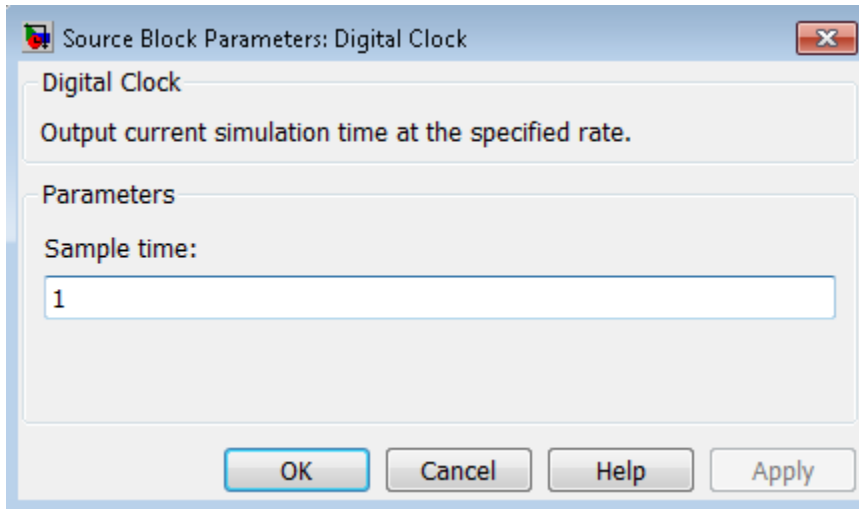 Source Block Parameters: Digital Clock
Digital Clock
Output current simulation time at the specified rate.
Parameters
Sample time:
1
OK Cancel Help Apply